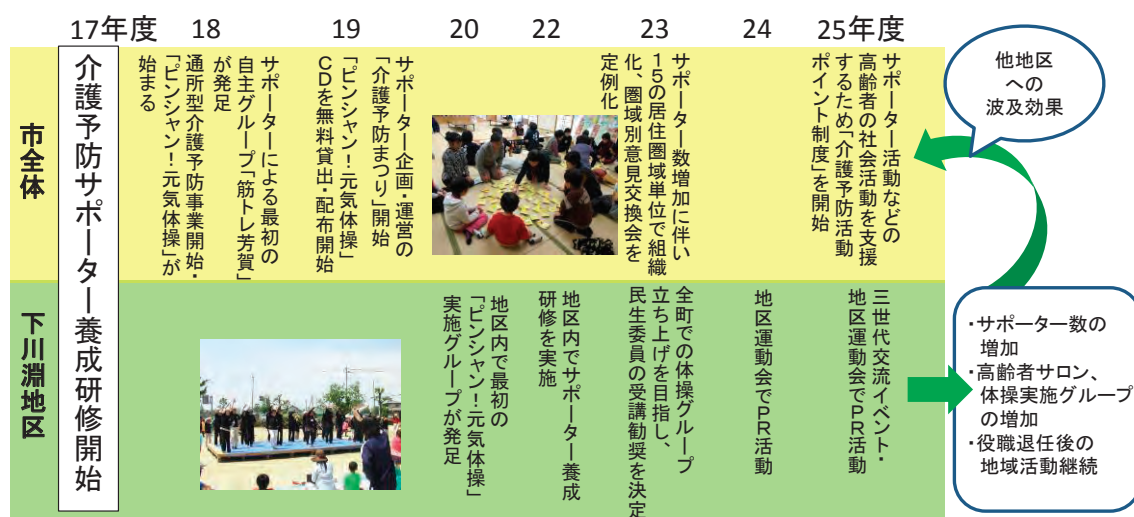 17年度
18
19
20
22
23
24
25年度
市全体
介護予防サポーター養成研修開始
サポーターによる最初の
自主グループ「筋トレ芳賀」
が発足
通所型介護予防事業開始・
「ピンシャン！元気体操」が
始まる
サポーター企画・運営の
「介護予防まつり」開始
「ピンシャン！元気体操」
CDを無料貸出・配布開始
サポーター数増加に伴い
15の居住圏域単位で組織
化、圏域別意見交換会を
定例化
サポーター活動などの
高齢者の社会活動を支援
するため「介護予防活動
ポイント制度」を開始
他地区
への
波及効果
下川淵地区
地区内で最初の
「ピンシャン！元気体操」
実施グループが発足
地区内でサポーター養成
研修を実施
全町での体操グループ
立ち上げを目指し、
民生委員の受講勧奨を決定
地区運動会でPR活動
三世代交流イベント・
地区運動会でPR活動
・サポーター数の
増加
・高齢者サロン、
体操実施グループ
の増加
・役職退任後の
地域活動継続